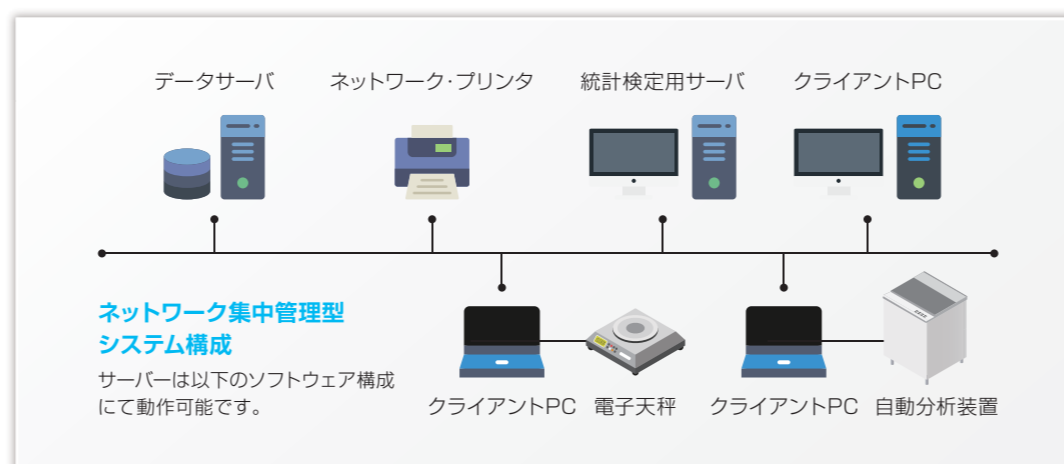 データサーバ
ネットワーク・プリンタ
統計検定用サーバ
クライアントPC
ネットワーク集中管理型
システム構成
サーバーは以下のソフトウェア構成
にて動作可能です。
クライアントPC
電子天秤
クライアントPC
自動分析装置